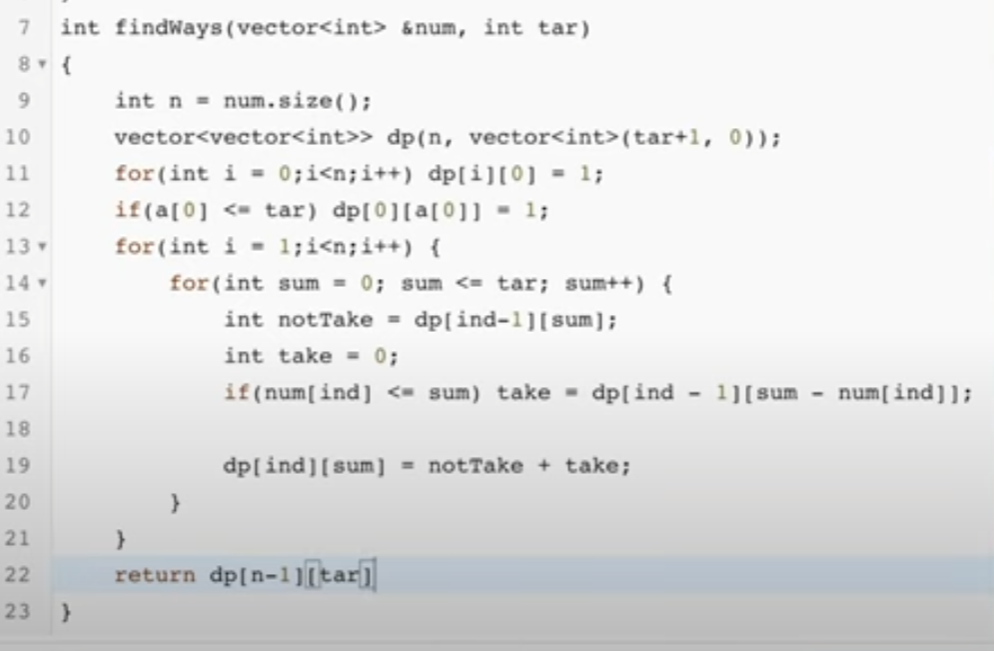 7 int findWays(vector<int> &num, int tar)
8 {
9 int n = num.size();
10 vector<vector<int>> dp(n, vector<int>(tar+1, 0));
11 for(int i = 0;i<n;i++) dp[i][0] = 1;
12 if(a[0] <= tar) dp[0][a[0]] = 1;
13 for(int i = 1;i<n;i++) {
14 for(int sum = 0; sum <= tar; sum++) {
15 int notTake = dp[ind-1][sum];
16 int take = 0;
17 if(num[ind] <= sum) take = dp[ind - 1][sum - num[ind]];
18
19 dp[ind][sum] = notTake + take;
20 }
21 }
22 return dp[n-1][tar]
23 }